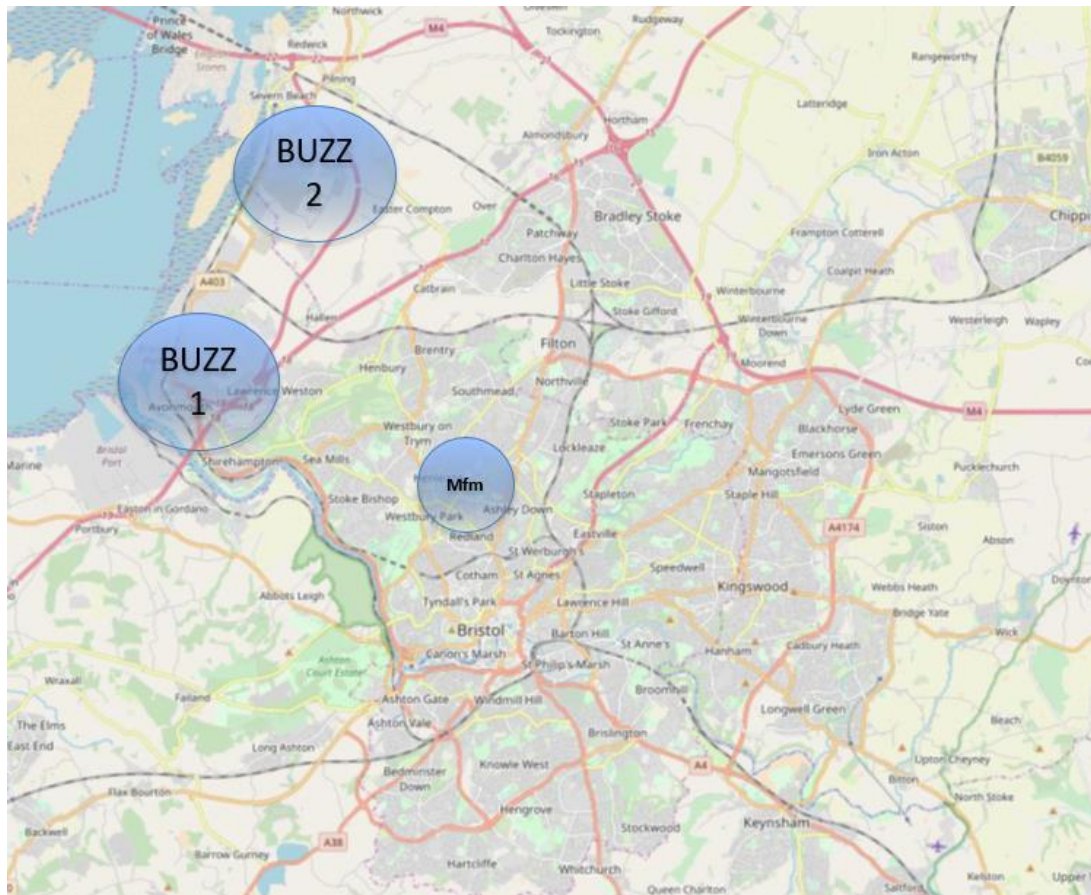 Northwick
Olveston
Rudgeway
Prince
of Wales
Bridge
Redwick
M4
Tockington
Rangeworthy
English
Stones
22
22
Pilning
Severn Beach
Latteridge
Hortham
Almondsbury
Iron Acton
B4059
BUZZ
2
Easter Compton
Over
Bradley Stoke
Patchway
Frampton Cotterell
Charlton Hayes
Coalpit Heath
A403
Catbrain
Little Stoke
Winterbourne
Hallen
Stoke Gifford
Winterbourne
Down
Westerleigh
Wapley
BUZZ
1
Brentry
Filton
Moorend
Henbury
Lawrence Weston
Southmead
Northville
Avonmouth
M4
Lyde Green
Westbury on
Trym
Stoke Park
Frenchay
Blackhorse
Bristol
Port
Shirehampton
Sea Mills
Lockleaze
Emersons Green
Mangotsfield
Pucklechurch
Mfm
Stoke Bishop
Stapleton
Staple Hill
Easton in Gordano
Westbury Park
Ashley Down
Portbury
Redland
Eastville
A4174
Siston
Abson
St Werburgh's
Cotham
St Agnes
Speedwell
Kingswood
Webbs Heath
Doynton
Abbots Leigh
Tyndall's Park
Lawrence Hill
Bridge Yate
Bristol
Barton Hill
St Anne's
Wick
Ashton
Court Estate
Canon's Marsh
St Philip's Marsh
Hanham
Cadbury Heath
Wraxall
Failand
Ashton Gate
Windmill Hill
Broomhill
Longwell Green
The Elms
Ashton Vale
Beach
East End
Long Ashton
Brislington
Upton Cheyney
Bedminster
Down
Knowle West
A4
Bitton
Flax Bourton
North Stoke
Hengrove
Backwell
Stockwood
Keynsham
Barrow Gurney
A38
Hartcliffe
Whitchurch
Kelston
Queen Charlton
Saltford
Upper